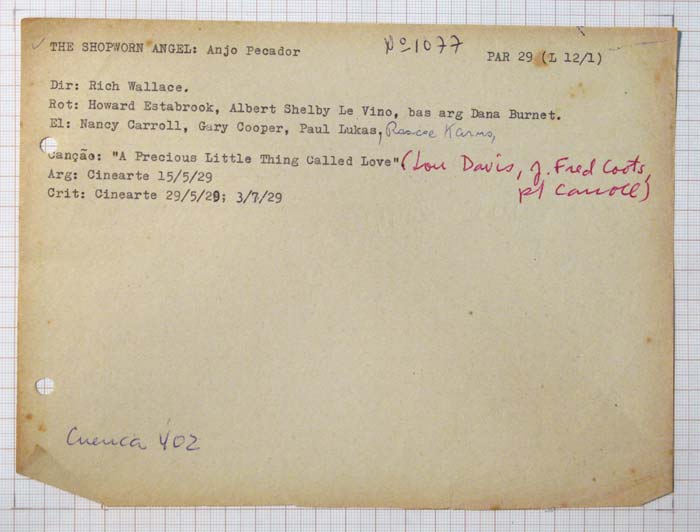 THE SHOPWORN ANGEL: Anjo Pecador Nº 1077 PAR 29 (L 12/1)
Dir: Rich Wallace.
Rot: Howard Estabrook, Albert Shelby Le Vino, bas arg Dana Burnet.
El: Nancy Carroll, Gary Cooper, Paul Lukas, Roscoe Karns,
Canção: "A Precious Little Thing Called Love" (Lou Davis, J. Fred Coots,
p/ Carroll)
Arg: Cinearte 15/5/29
Crit: Cinearte 29/5/29; 3/7/29
Cuenca 402